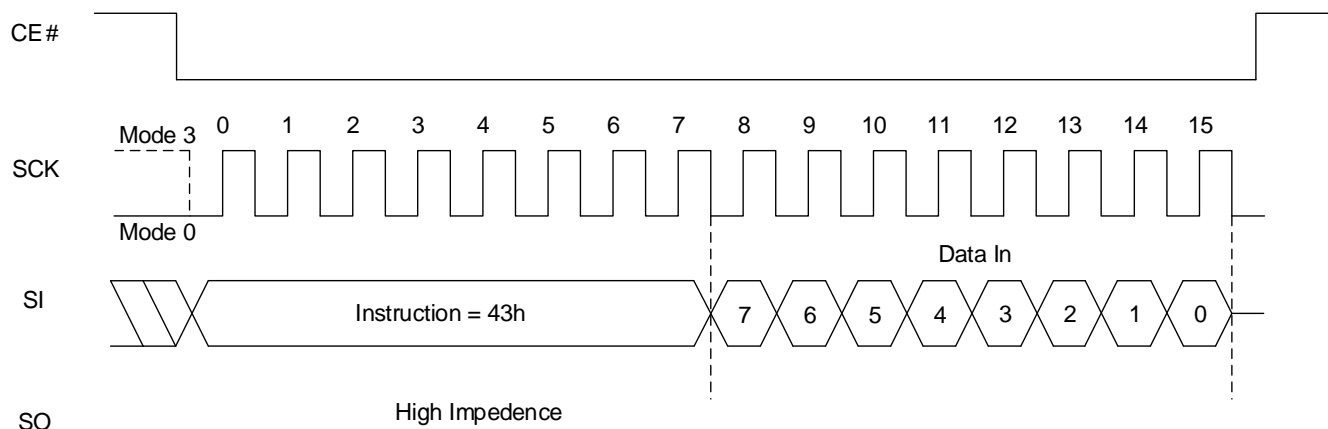 CE#
0 1 2 3 4 5 6 7 8 9 10 11 12 13 14 15
Mode 3
SCK
Mode 0
Data In
SI
Instruction = 43h
7 6 5 4 3 2 1 0
High Impedence
SO